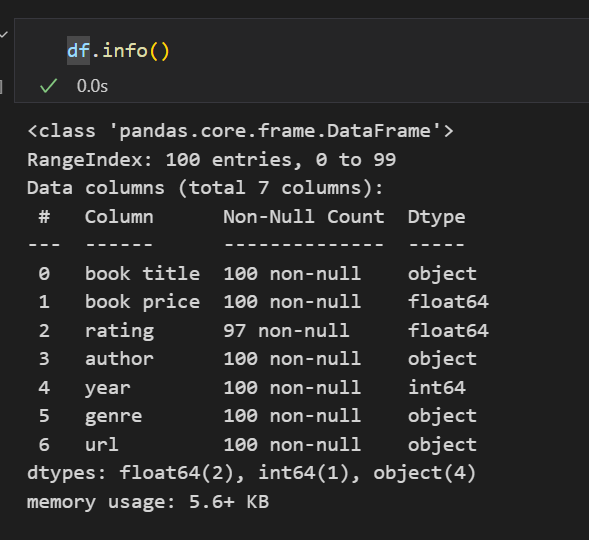 df.info()
0.0s
<class 'pandas.core.frame.DataFrame'>
RangeIndex: 100 entries, 0 to 99
Data columns (total 7 columns):
 #   Column      Non-Null Count  Dtype
---  ------      --------------  -----
 0   book title  100 non-null    object
 1   book price  100 non-null    float64
 2   rating      97 non-null     float64
 3   author      100 non-null    object
 4   year        100 non-null    int64
 5   genre       100 non-null    object
 6   url         100 non-null    object
dtypes: float64(2), int64(1), object(4)
memory usage: 5.6+ KB